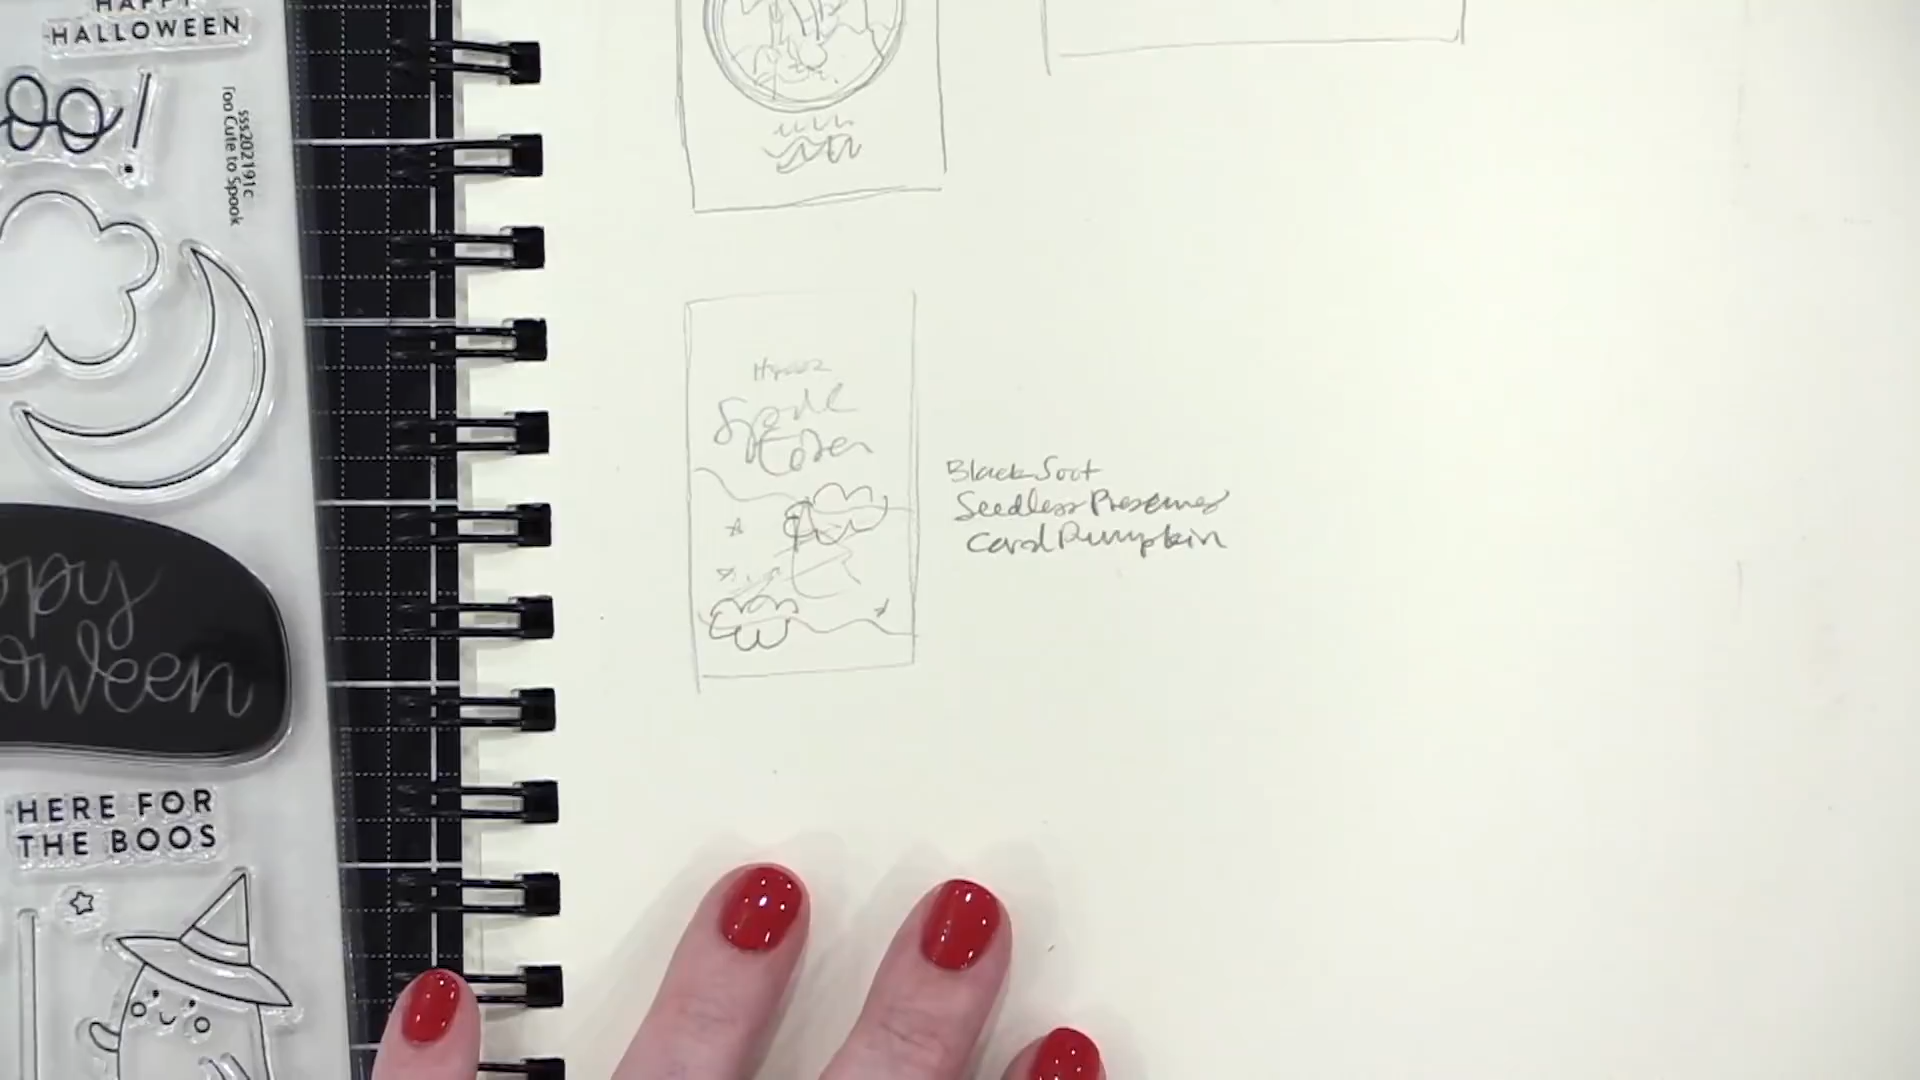 HAPPY
HALLOWEEN
OO!
sss202191c
Too Cute to Spook
ppy
oween
HERE FOR
THE BOOS
Black Soot
Seedless Preserves
Carved Pumpkin